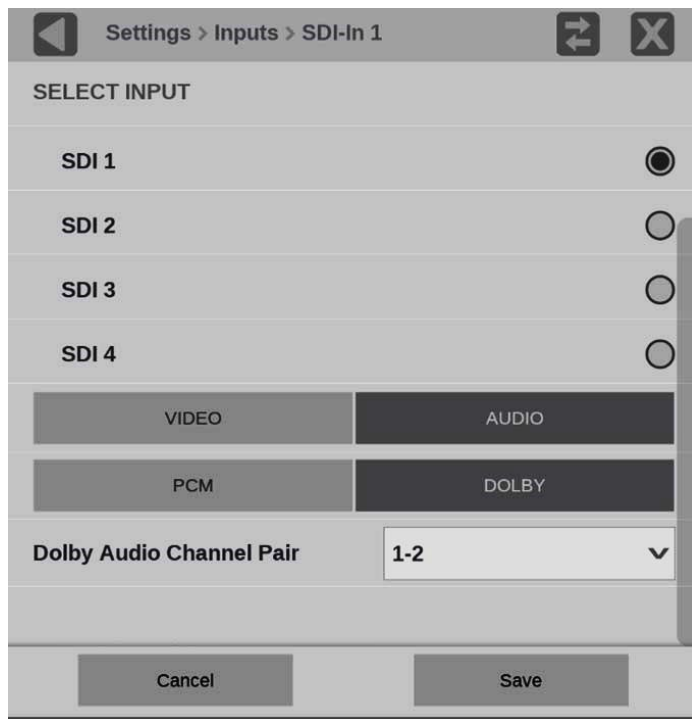 Settings > Inputs > SDI-In 1
SELECT INPUT
SDI 1
SDI 2
SDI 3
SDI 4
VIDEO AUDIO
PCM DOLBY
Dolby Audio Channel Pair 1-2
Cancel Save